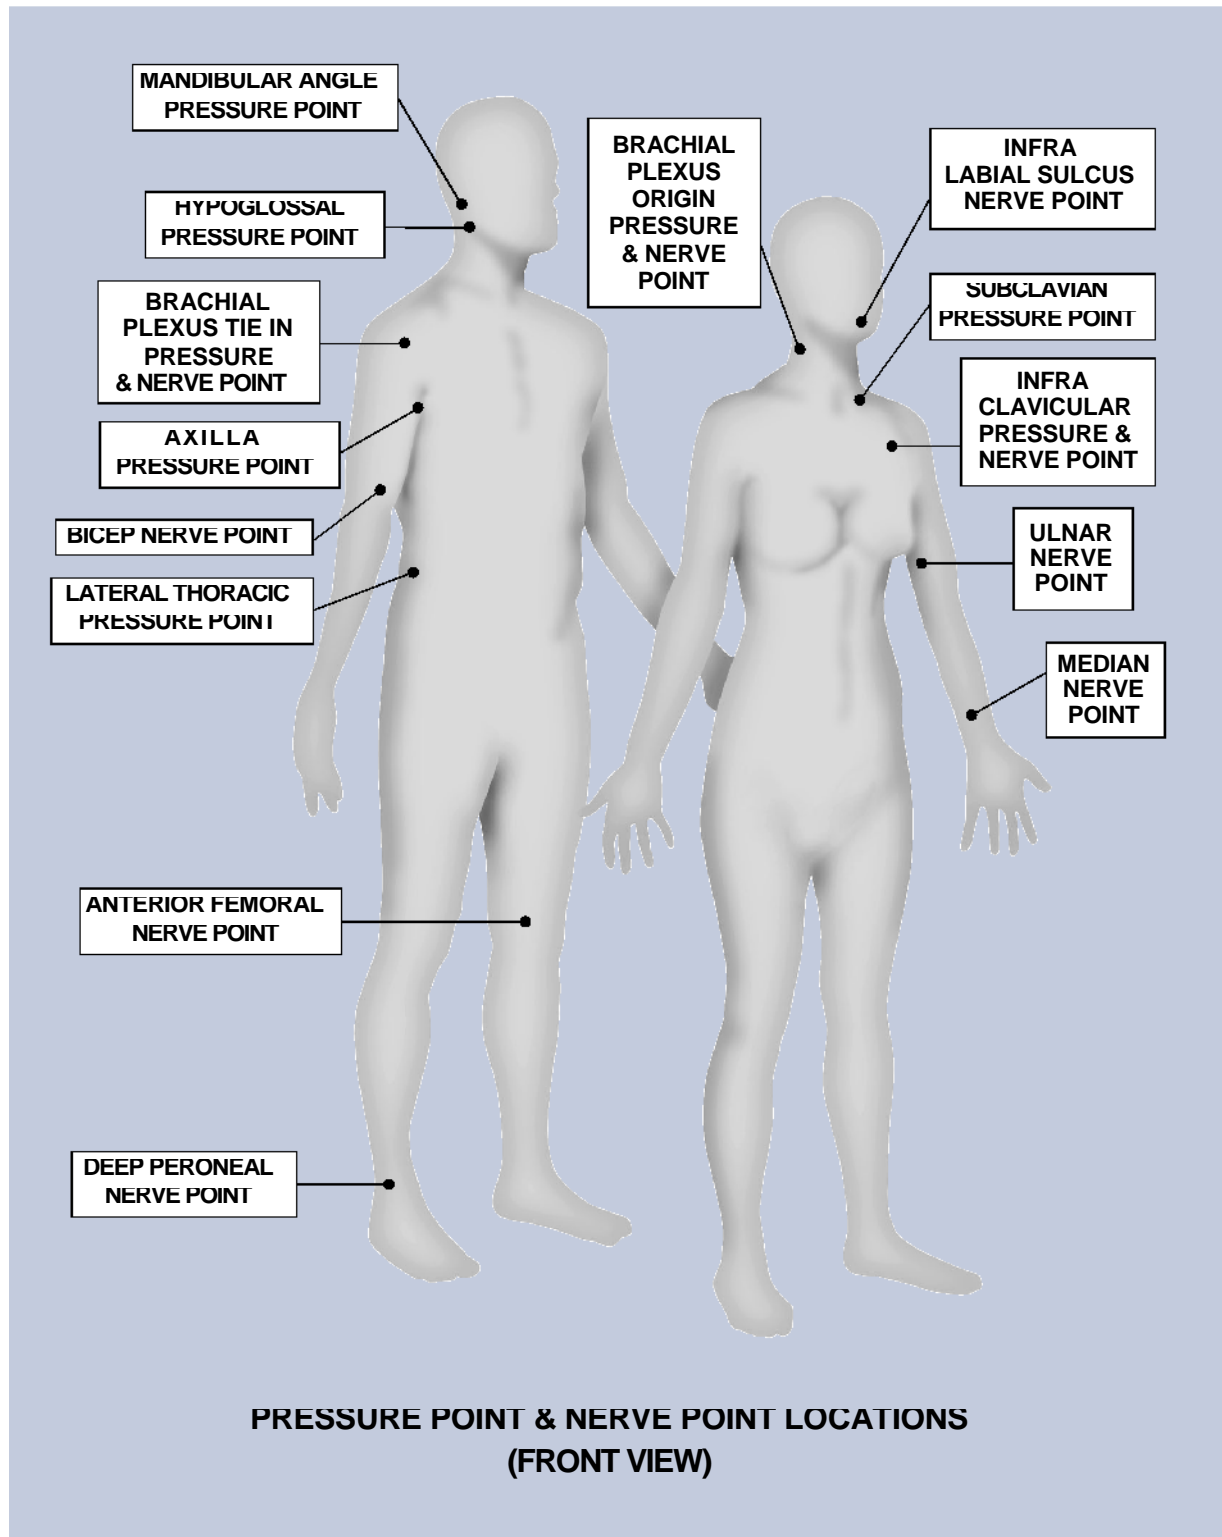 MANDIBULAR ANGLE
PRESSURE POINT
HYPOGLOSSAL
PRESSURE POINT
BRACHIAL
PLEXUS TIE IN
PRESSURE
& NERVE POINT
AXILLA
PRESSURE POINT
BICEP NERVE POINT
LATERAL THORACIC
PRESSURE POINT
ANTERIOR FEMORAL
NERVE POINT
DEEP PERONEAL
NERVE POINT
BRACHIAL
PLEXUS
ORIGIN
PRESSURE
& NERVE
POINT
INFRA
LABIAL SULCUS
NERVE POINT
SUBCLAVIAN
PRESSURE POINT
INFRA
CLAVICULAR
PRESSURE &
NERVE POINT
ULNAR
NERVE
POINT
MEDIAN
NERVE
POINT
PRESSURE POINT & NERVE POINT LOCATIONS
(FRONT VIEW)